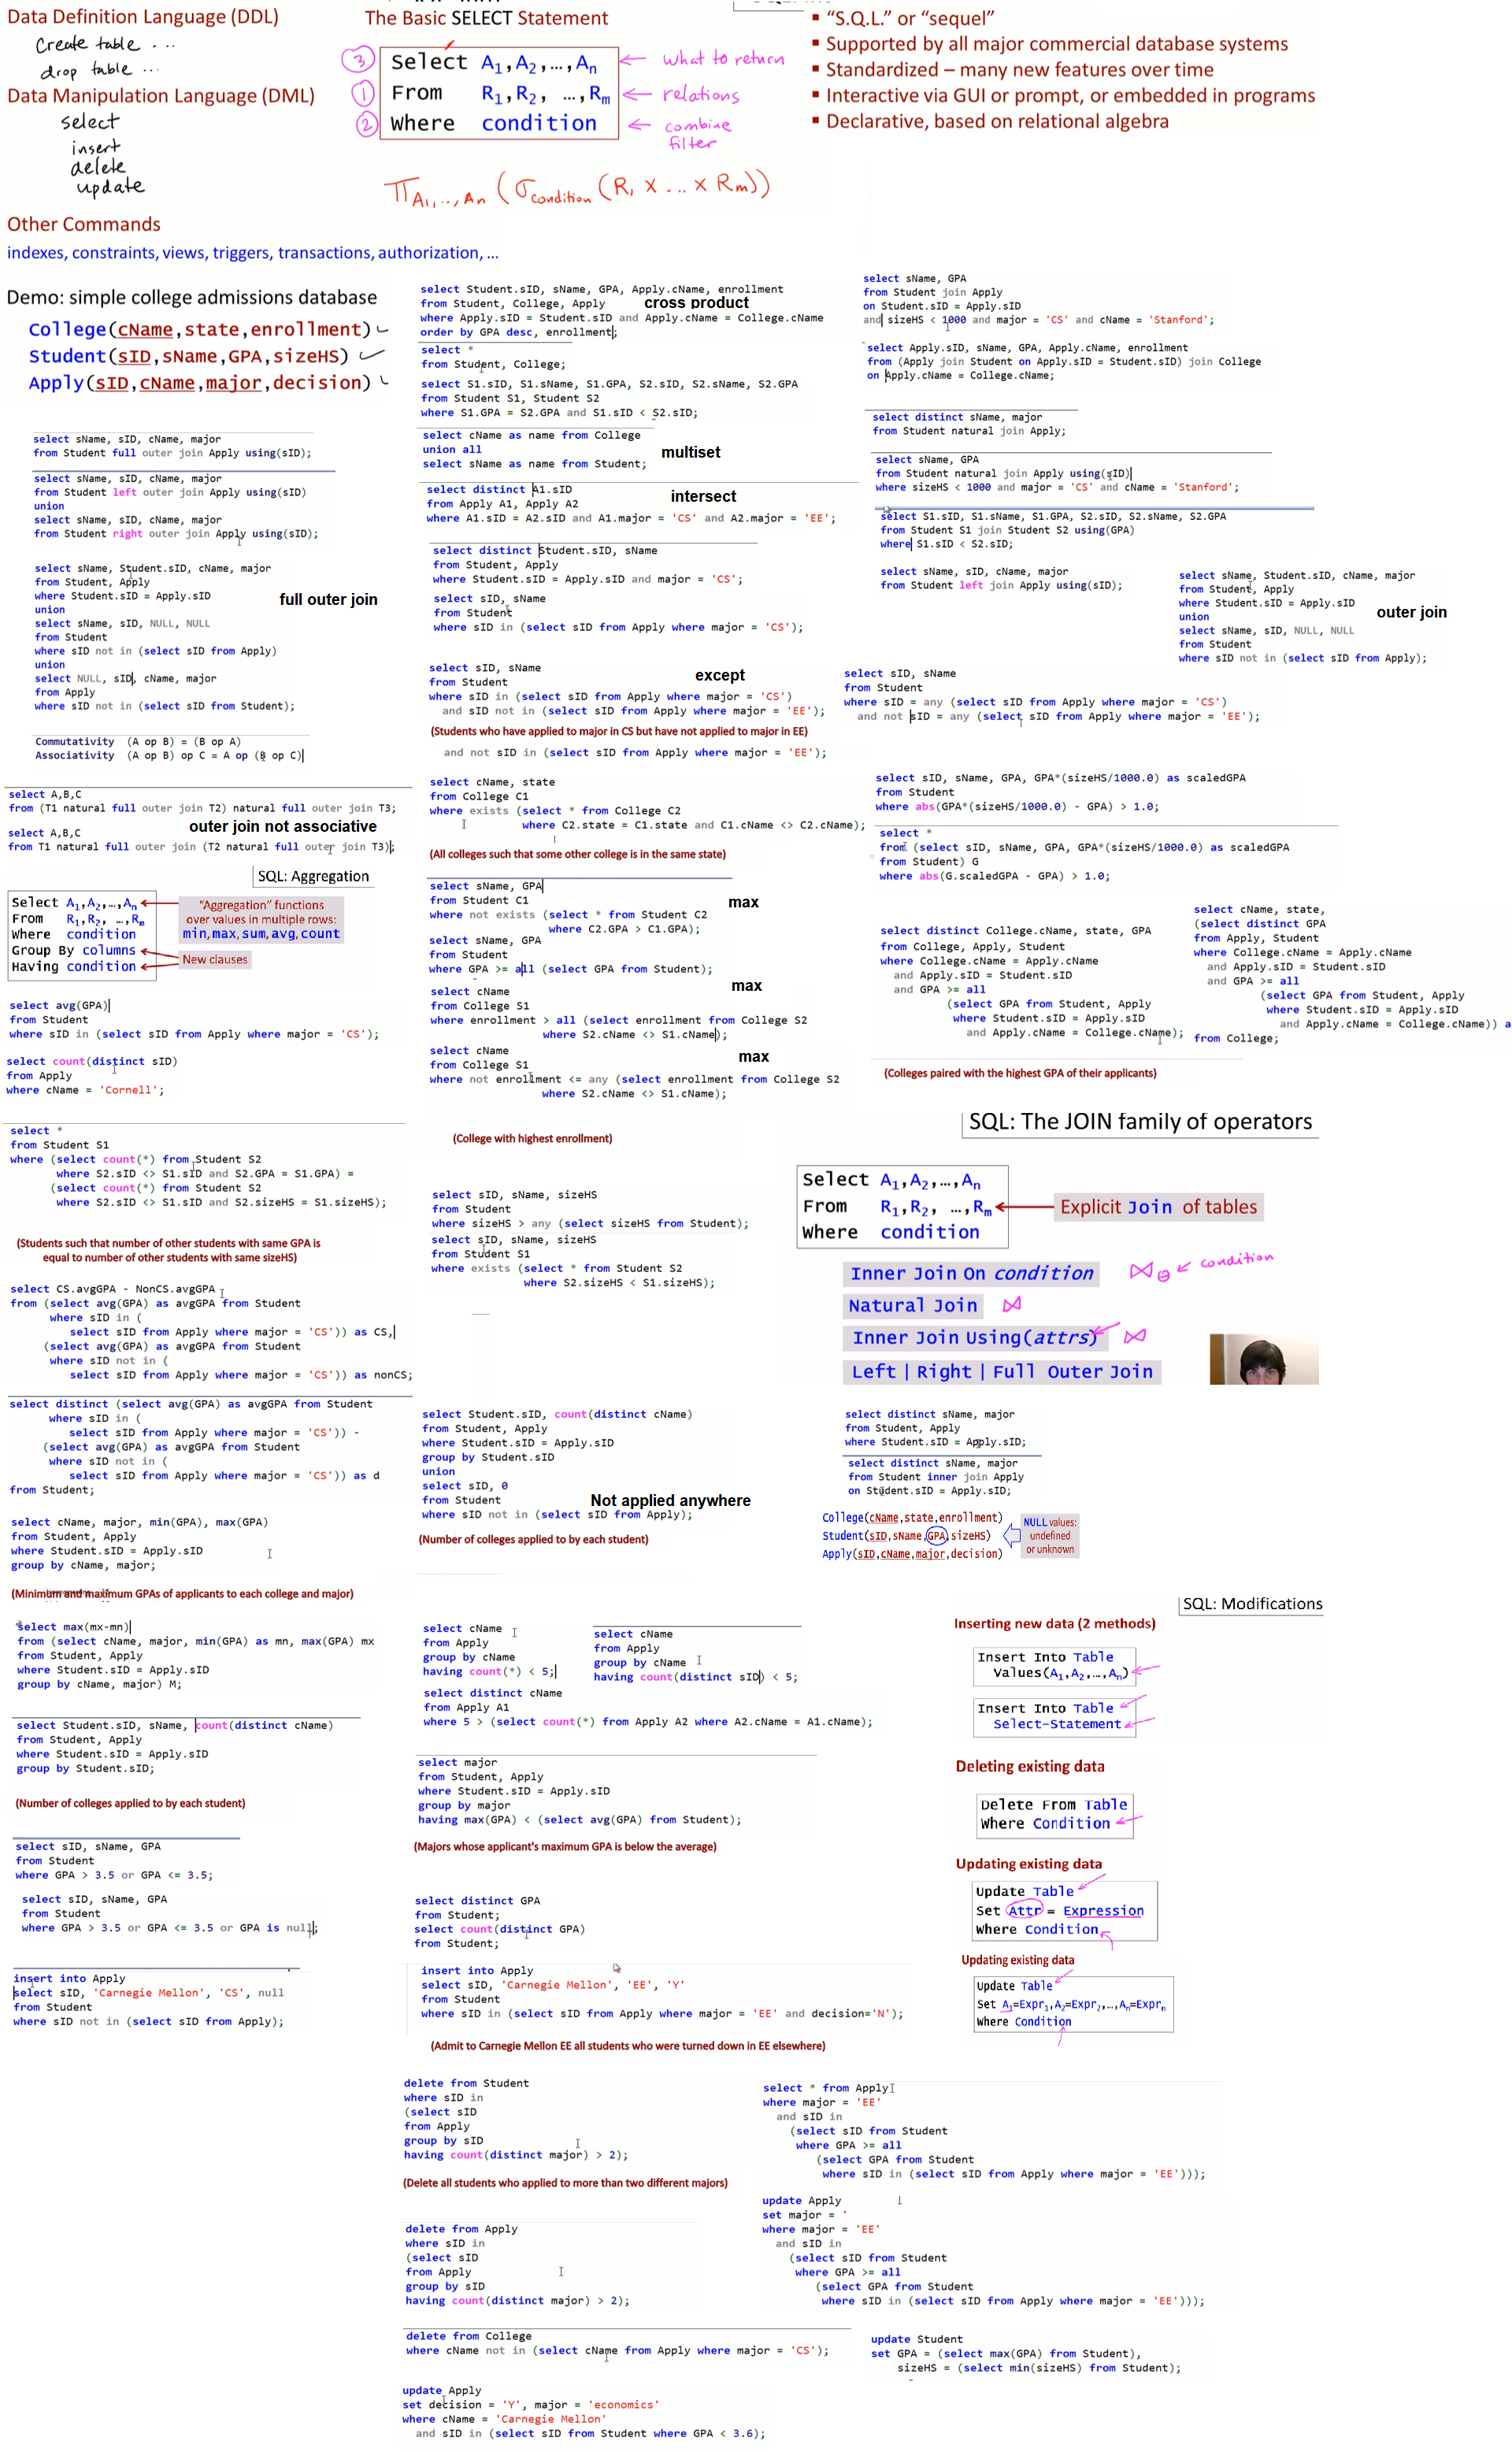 Data Definition Language (DDL)
Create table ...
drop table ...
Data Manipulation Language (DML)
select
insert
delete
update
Other Commands
indexes, constraints, views, triggers, transactions, authorization, ...
The Basic SELECT Statement
③ Select A1,A2,…,An ← what to return
① From R1,R2, …,Rm ← relations
② Where condition ← combine
filter
π A1,..,An (σ condition (R1 × ... × Rm))
▪ “S.Q.L.” or “sequel”
▪ Supported by all major commercial database systems
▪ Standardized – many new features over time
▪ Interactive via GUI or prompt, or embedded in programs
▪ Declarative, based on relational algebra
Demo: simple college admissions database
College(cName,state,enrollment)
Student(sID,sName,GPA,sizeHS)
Apply(sID,cName,major,decision)
select sName, sID, cName, major
from Student full outer join Apply using(sID);
select sName, sID, cName, major
from Student left outer join Apply using(sID)
union
select sName, sID, cName, major
from Student right outer join Apply using(sID);
select sName, Student.sID, cName, major
from Student, Apply
where Student.sID = Apply.sID
union
select sName, sID, NULL, NULL
from Student
where sID not in (select sID from Apply)
union
select NULL, sID, cName, major
from Apply
where sID not in (select sID from Student);
full outer join
Commutativity (A op B) = (B op A)
Associativity (A op B) op C = A op (B op C)
select A,B,C
from (T1 natural full outer join T2) natural full outer join T3;
outer join not associative
select A,B,C
from T1 natural full outer join (T2 natural full outer join T3);
SQL: Aggregation
Select A1,A2,…,An
From R1,R2, …,Rm
Where condition
Group By columns
Having condition
“Aggregation” functions
over values in multiple rows:
min,max,sum,avg,count
New clauses
select avg(GPA)
from Student
where sID in (select sID from Apply where major = 'CS');
select count(distinct sID)
from Apply
where cName = 'Cornell';
select *
from Student S1
where (select count(*) from Student S2
where S2.sID <> S1.sID and S2.GPA = S1.GPA) =
(select count(*) from Student S2
where S2.sID <> S1.sID and S2.sizeHS = S1.sizeHS);
(Students such that number of other students with same GPA is
equal to number of other students with same sizeHS)
select CS.avgGPA - NonCS.avgGPA
from (select avg(GPA) as avgGPA from Student
where sID in (
select sID from Apply where major = 'CS')) as CS,
(select avg(GPA) as avgGPA from Student
where sID not in (
select sID from Apply where major = 'CS')) as nonCS;
select distinct (select avg(GPA) as avgGPA from Student
where sID in (
select sID from Apply where major = 'CS')) -
(select avg(GPA) as avgGPA from Student
where sID not in (
select sID from Apply where major = 'CS')) as d
from Student;
select cName, major, min(GPA), max(GPA)
from Student, Apply
where Student.sID = Apply.sID
group by cName, major;
(Minimum and maximum GPAs of applicants to each college and major)
select max(mx-mn)
from (select cName, major, min(GPA) as mn, max(GPA) mx
from Student, Apply
where Student.sID = Apply.sID
group by cName, major) M;
select Student.sID, sName, count(distinct cName)
from Student, Apply
where Student.sID = Apply.sID
group by Student.sID;
(Number of colleges applied to by each student)
select sID, sName, GPA
from Student
where GPA > 3.5 or GPA <= 3.5;
select sID, sName, GPA
from Student
where GPA > 3.5 or GPA <= 3.5 or GPA is null;
insert into Apply
select sID, 'Carnegie Mellon', 'CS', null
from Student
where sID not in (select sID from Apply);
select Student.sID, sName, GPA, Apply.cName, enrollment
from Student, College, Apply
cross product
where Apply.sID = Student.sID and Apply.cName = College.cName
order by GPA desc, enrollment;
select *
from Student, College;
select S1.sID, S1.sName, S1.GPA, S2.sID, S2.sName, S2.GPA
from Student S1, Student S2
where S1.GPA = S2.GPA and S1.sID < S2.sID;
select cName as name from College
union all
select sName as name from Student;
multiset
select distinct A1.sID
from Apply A1, Apply A2
where A1.sID = A2.sID and A1.major = 'CS' and A2.major = 'EE';
intersect
select distinct Student.sID, sName
from Student, Apply
where Student.sID = Apply.sID and major = 'CS';
select sID, sName
from Student
where sID in (select sID from Apply where major = 'CS');
select sID, sName
from Student
where sID in (select sID from Apply where major = 'CS')
and sID not in (select sID from Apply where major = 'EE');
except
(Students who have applied to major in CS but have not applied to major in EE)
and not sID in (select sID from Apply where major = 'EE');
select cName, state
from College C1
where exists (select * from College C2
where C2.state = C1.state and C1.cName <> C2.cName);
(All colleges such that some other college is in the same state)
select sName, GPA
from Student C1
where not exists (select * from Student C2
where C2.GPA > C1.GPA);
max
select sName, GPA
from Student
where GPA >= all (select GPA from Student);
max
select cName
from College S1
where enrollment > all (select enrollment from College S2
where S2.cName <> S1.cName);
max
select cName
from College S1
where not enrollment <= any (select enrollment from College S2
where S2.cName <> S1.cName);
(College with highest enrollment)
select sID, sName, sizeHS
from Student
where sizeHS > any (select sizeHS from Student);
select sID, sName, sizeHS
from Student S1
where exists (select * from Student S2
where S2.sizeHS < S1.sizeHS);
select Student.sID, count(distinct cName)
from Student, Apply
where Student.sID = Apply.sID
group by Student.sID
union
select sID, 0
from Student
where sID not in (select sID from Apply);
Not applied anywhere
(Number of colleges applied to by each student)
select cName
from Apply
group by cName
having count(*) < 5;
select cName
from Apply
group by cName
having count(distinct sID) < 5;
select distinct cName
from Apply A1
where 5 > (select count(*) from Apply A2 where A2.cName = A1.cName);
select major
from Student, Apply
where Student.sID = Apply.sID
group by major
having max(GPA) < (select avg(GPA) from Student);
(Majors whose applicant's maximum GPA is below the average)
select distinct GPA
from Student;
select count(distinct GPA)
from Student;
insert into Apply
select sID, 'Carnegie Mellon', 'EE', 'Y'
from Student
where sID in (select sID from Apply where major = 'EE' and decision='N');
(Admit to Carnegie Mellon EE all students who were turned down in EE elsewhere)
delete from Student
where sID in
(select sID
from Apply
group by sID
having count(distinct major) > 2);
(Delete all students who applied to more than two different majors)
delete from Apply
where sID in
(select sID
from Apply
group by sID
having count(distinct major) > 2);
delete from College
where cName not in (select cName from Apply where major = 'CS');
update Apply
set decision = 'Y', major = 'economics'
where cName = 'Carnegie Mellon'
and sID in (select sID from Student where GPA < 3.6);
select sName, GPA
from Student join Apply
on Student.sID = Apply.sID
and sizeHS < 1000 and major = 'CS' and cName = 'Stanford';
select Apply.sID, sName, GPA, Apply.cName, enrollment
from (Apply join Student on Apply.sID = Student.sID) join College
on Apply.cName = College.cName;
select distinct sName, major
from Student natural join Apply;
select sName, GPA
from Student natural join Apply using(sID)
where sizeHS < 1000 and major = 'CS' and cName = 'Stanford';
select S1.sID, S1.sName, S1.GPA, S2.sID, S2.sName, S2.GPA
from Student S1 join Student S2 using(GPA)
where S1.sID < S2.sID;
select sName, sID, cName, major
from Student left join Apply using(sID);
select sName, Student.sID, cName, major
from Student, Apply
where Student.sID = Apply.sID
union
select sName, sID, NULL, NULL
from Student
where sID not in (select sID from Apply);
outer join
select sID, sName
from Student
where sID = any (select sID from Apply where major = 'CS')
and not sID = any (select sID from Apply where major = 'EE');
select sID, sName, GPA, GPA*(sizeHS/1000.0) as scaledGPA
from Student
where abs(GPA*(sizeHS/1000.0) - GPA) > 1.0;
select *
from (select sID, sName, GPA, GPA*(sizeHS/1000.0) as scaledGPA
from Student) G
where abs(G.scaledGPA - GPA) > 1.0;
select distinct College.cName, state, GPA
from College, Apply, Student
where College.cName = Apply.cName
and Apply.sID = Student.sID
and GPA >= all
(select GPA from Student, Apply
where Student.sID = Apply.sID
and Apply.cName = College.cName);
select cName, state,
(select distinct GPA
from Apply, Student
where College.cName = Apply.cName
and Apply.sID = Student.sID
and GPA >= all
(select GPA from Student, Apply
where Student.sID = Apply.sID
and Apply.cName = College.cName)) a
from College;
(Colleges paired with the highest GPA of their applicants)
SQL: The JOIN family of operators
Select A1,A2,…,An
From R1,R2, …,Rm
Where condition
Explicit Join of tables
Inner Join On condition ⋈θ ← condition
Natural Join ⋈
Inner Join Using(attrs) ⋈
Left | Right | Full Outer Join
select distinct sName, major
from Student, Apply
where Student.sID = Apply.sID;
select distinct sName, major
from Student inner join Apply
on Student.sID = Apply.sID;
College(cName,state,enrollment)
Student(sID,sName,GPA,sizeHS)
Apply(sID,cName,major,decision)
NULL values:
undefined
or unknown
SQL: Modifications
Inserting new data (2 methods)
Insert Into Table
Values(A1,A2,…,An)
Insert Into Table
Select-Statement
Deleting existing data
Delete From Table
Where Condition
Updating existing data
Update Table
Set Attr = Expression
Where Condition
Updating existing data
Update Table
Set A1=Expr1,A2=Expr2,…,An=Exprn
Where Condition
select * from Apply
where major = 'EE'
and sID in
(select sID from Student
where GPA >= all
(select GPA from Student
where sID in (select sID from Apply where major = 'EE')));
update Apply
set major = '
where major = 'EE'
and sID in
(select sID from Student
where GPA >= all
(select GPA from Student
where sID in (select sID from Apply where major = 'EE')));
update Student
set GPA = (select max(GPA) from Student),
sizeHS = (select min(sizeHS) from Student);